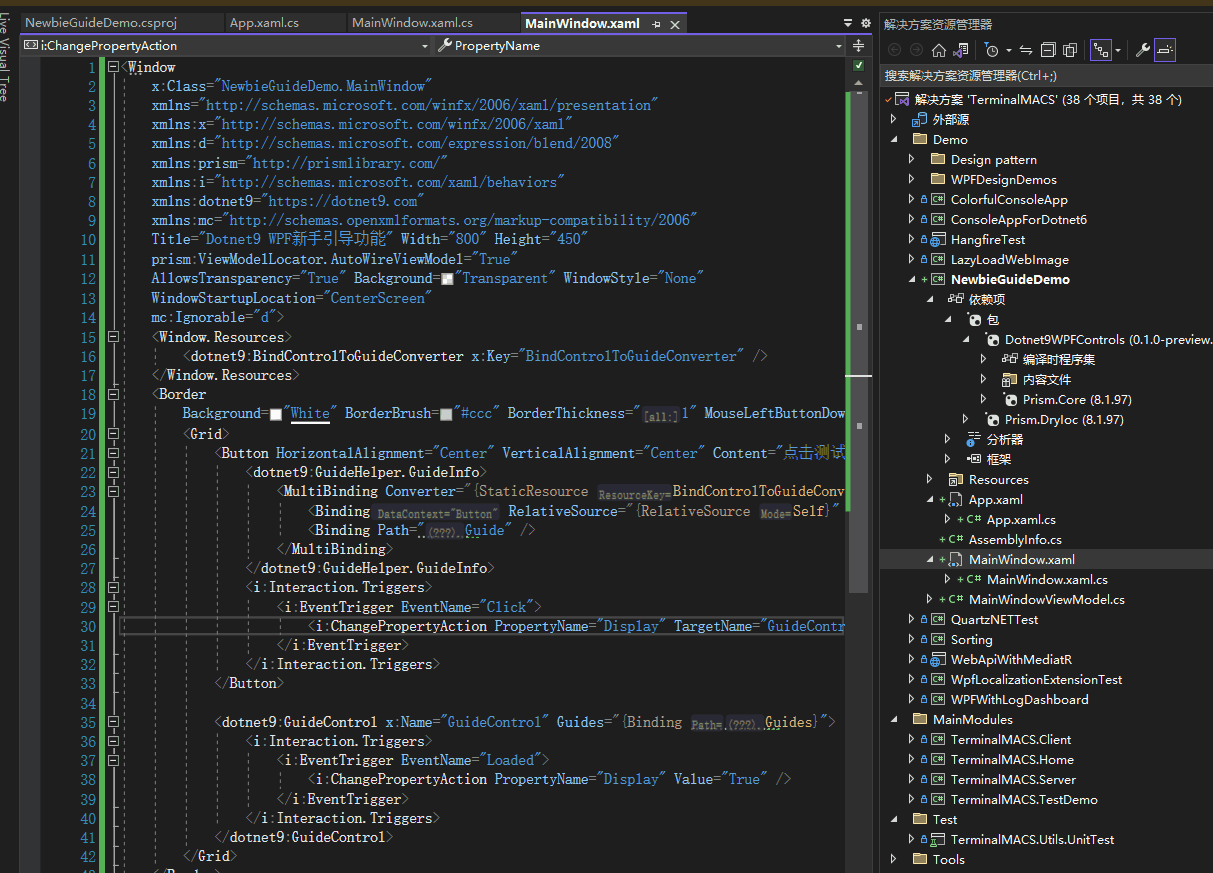 Live Visual Tree
NewbieGuideDemo.csproj App.xaml.cs MainWindow.xaml.cs MainWindow.xaml
i:ChangePropertyAction PropertyName
1 <Window
2 x:Class="NewbieGuideDemo.MainWindow"
3 xmlns="http://schemas.microsoft.com/winfx/2006/xaml/presentation"
4 xmlns:x="http://schemas.microsoft.com/winfx/2006/xaml"
5 xmlns:d="http://schemas.microsoft.com/expression/blend/2008"
6 xmlns:prism="http://prismlibrary.com/"
7 xmlns:i="http://schemas.microsoft.com/xaml/behaviors"
8 xmlns:dotnet9="https://dotnet9.com"
9 xmlns:mc="http://schemas.openxmlformats.org/markup-compatibility/2006"
10 Title="Dotnet9 WPF新手引导功能" Width="800" Height="450"
11 prism:ViewModelLocator.AutoWireViewModel="True"
12 AllowsTransparency="True" Background="Transparent" WindowStyle="None"
13 WindowStartupLocation="CenterScreen"
14 mc:Ignorable="d">
15 <Window.Resources>
16 <dotnet9:BindControlToGuideConverter x:Key="BindControlToGuideConverter" />
17 </Window.Resources>
18 <Border
19 Background="White" BorderBrush="#ccc" BorderThickness="[all:]1" MouseLeftButtonDow
20 <Grid>
21 <Button HorizontalAlignment="Center" VerticalAlignment="Center" Content="点击测试
22 <dotnet9:GuideHelper.GuideInfo>
23 <MultiBinding Converter="{StaticResource ResourceKey=BindControlToGuideConv
24 <Binding DataContext="Button" RelativeSource="{RelativeSource Mode=Self}"
25 <Binding Path="(???).Guide" />
26 </MultiBinding>
27 </dotnet9:GuideHelper.GuideInfo>
28 <i:Interaction.Triggers>
29 <i:EventTrigger EventName="Click">
30 <i:ChangePropertyAction PropertyName="Display" TargetName="GuideContr
31 </i:EventTrigger>
32 </i:Interaction.Triggers>
33 </Button>
34
35 <dotnet9:GuideControl x:Name="GuideControl" Guides="{Binding Path=(???).Guides}">
36 <i:Interaction.Triggers>
37 <i:EventTrigger EventName="Loaded">
38 <i:ChangePropertyAction PropertyName="Display" Value="True" />
39 </i:EventTrigger>
40 </i:Interaction.Triggers>
41 </dotnet9:GuideControl>
42 </Grid>
解决方案资源管理器
搜索解决方案资源管理器(Ctrl+;)
解决方案 'TerminalMACS' (38 个项目，共 38 个)
外部源
Demo
Design pattern
WPFDesignDemos
ColorfulConsoleApp
ConsoleAppForDotnet6
HangfireTest
LazyLoadWebImage
NewbieGuideDemo
依赖项
包
Dotnet9WPFControls (0.1.0-preview.
编译时程序集
内容文件
Prism.Core (8.1.97)
Prism.DryIoc (8.1.97)
分析器
框架
Resources
App.xaml
App.xaml.cs
AssemblyInfo.cs
MainWindow.xaml
MainWindow.xaml.cs
MainWindowViewModel.cs
QuartzNETTest
Sorting
WebApiWithMediatR
WpfLocalizationExtensionTest
WPFWithLogDashboard
MainModules
TerminalMACS.Client
TerminalMACS.Home
TerminalMACS.Server
TerminalMACS.TestDemo
Test
TerminalMACS.Utils.UnitTest
Tools